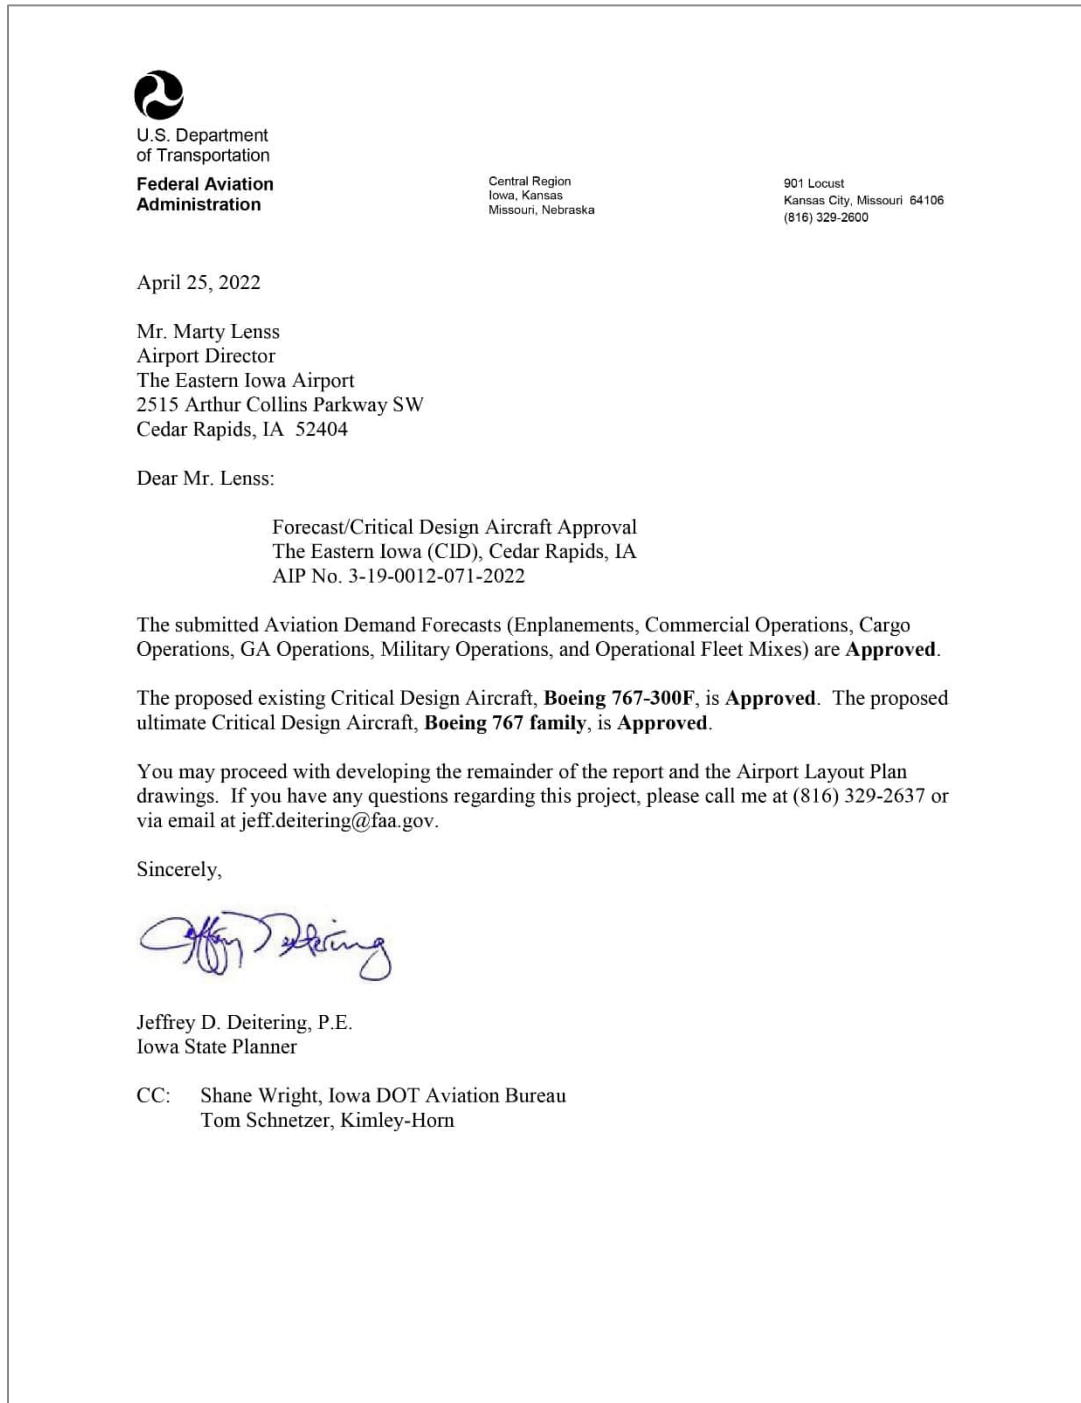 U.S. Department
of Transportation
Federal Aviation
Administration
Central Region
Iowa, Kansas
Missouri, Nebraska
901 Locust
Kansas City, Missouri 64106
(816) 329-2600
April 25, 2022
Mr. Marty Lenss
Airport Director
The Eastern Iowa Airport
2515 Arthur Collins Parkway SW
Cedar Rapids, IA 52404
Dear Mr. Lenss:
Forecast/Critical Design Aircraft Approval
The Eastern Iowa (CID), Cedar Rapids, IA
AIP No. 3-19-0012-071-2022
The submitted Aviation Demand Forecasts (Enplanements, Commercial Operations, Cargo
Operations, GA Operations, Military Operations, and Operational Fleet Mixes) are Approved.
The proposed existing Critical Design Aircraft, Boeing 767-300F, is Approved. The proposed
ultimate Critical Design Aircraft, Boeing 767 family, is Approved.
You may proceed with developing the remainder of the report and the Airport Layout Plan
drawings. If you have any questions regarding this project, please call me at (816) 329-2637 or
via email at jeff.deitering@faa.gov.
Sincerely,
Jeffrey Deitering
Jeffrey D. Deitering, P.E.
Iowa State Planner
CC: Shane Wright, Iowa DOT Aviation Bureau
Tom Schnetzer, Kimley-Horn